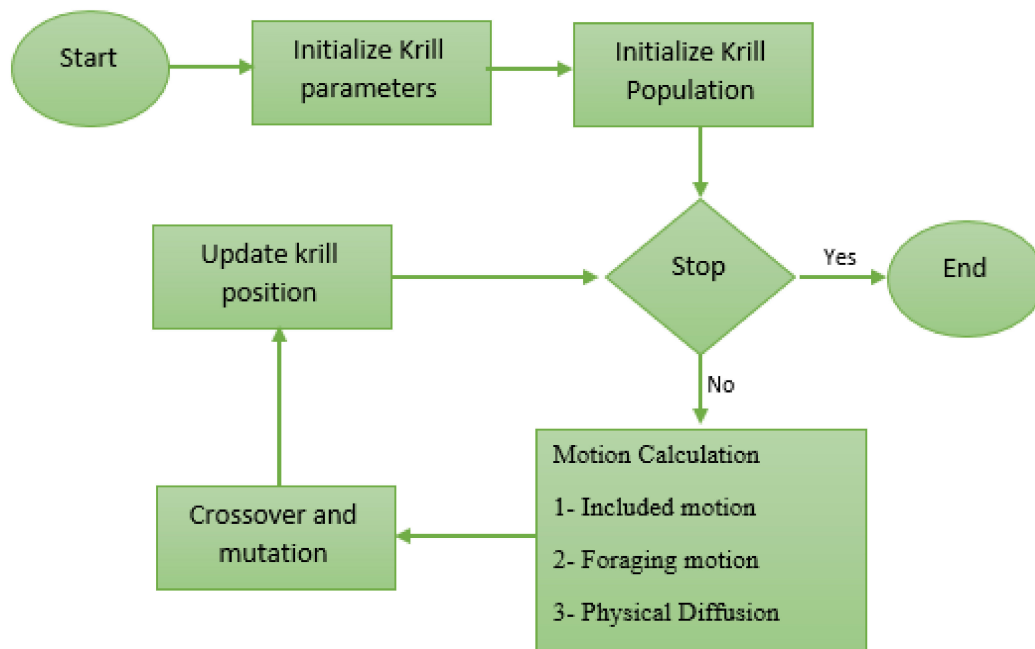 Start
Initialize Krill
parameters
Initialize Krill
Population
Update krill
position
Stop
Yes
End
No
Motion Calculation
1- Included motion
2- Foraging motion
3- Physical Diffusion
Crossover and
mutation